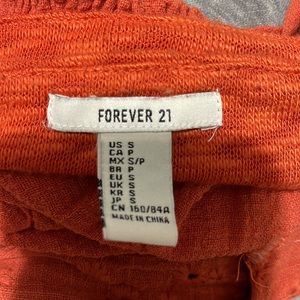 FOREVER 21
US S
CA P
MX S/P
BR P
EU S
UK S
KR S
JP S
CN 160/84A
MADE IN CHINA